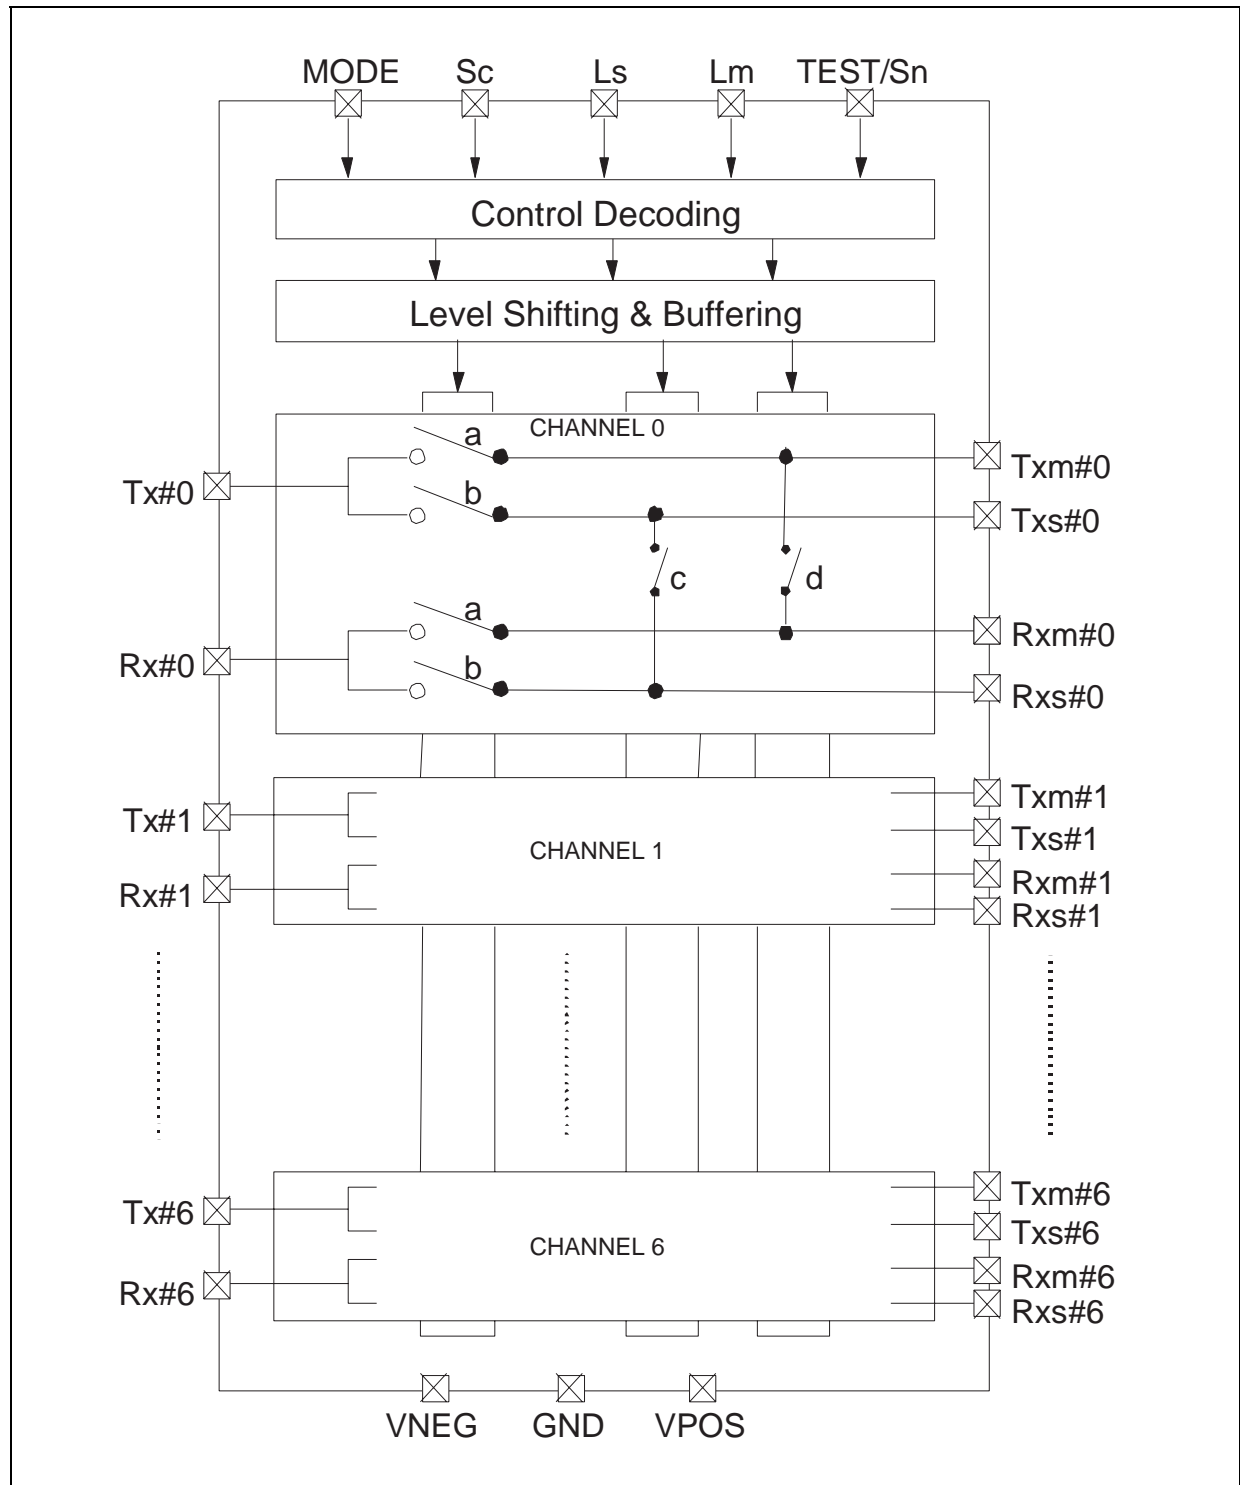 MODE Sc Ls Lm TEST/Sn
Control Decoding
Level Shifting & Buffering
CHANNEL 0
a
b
c
d
a
b
Tx#0
Rx#0
Txm#0
Txs#0
Rxm#0
Rxs#0
CHANNEL 1
Tx#1
Rx#1
Txm#1
Txs#1
Rxm#1
Rxs#1
CHANNEL 6
Tx#6
Rx#6
Txm#6
Txs#6
Rxm#6
Rxs#6
VNEG GND VPOS